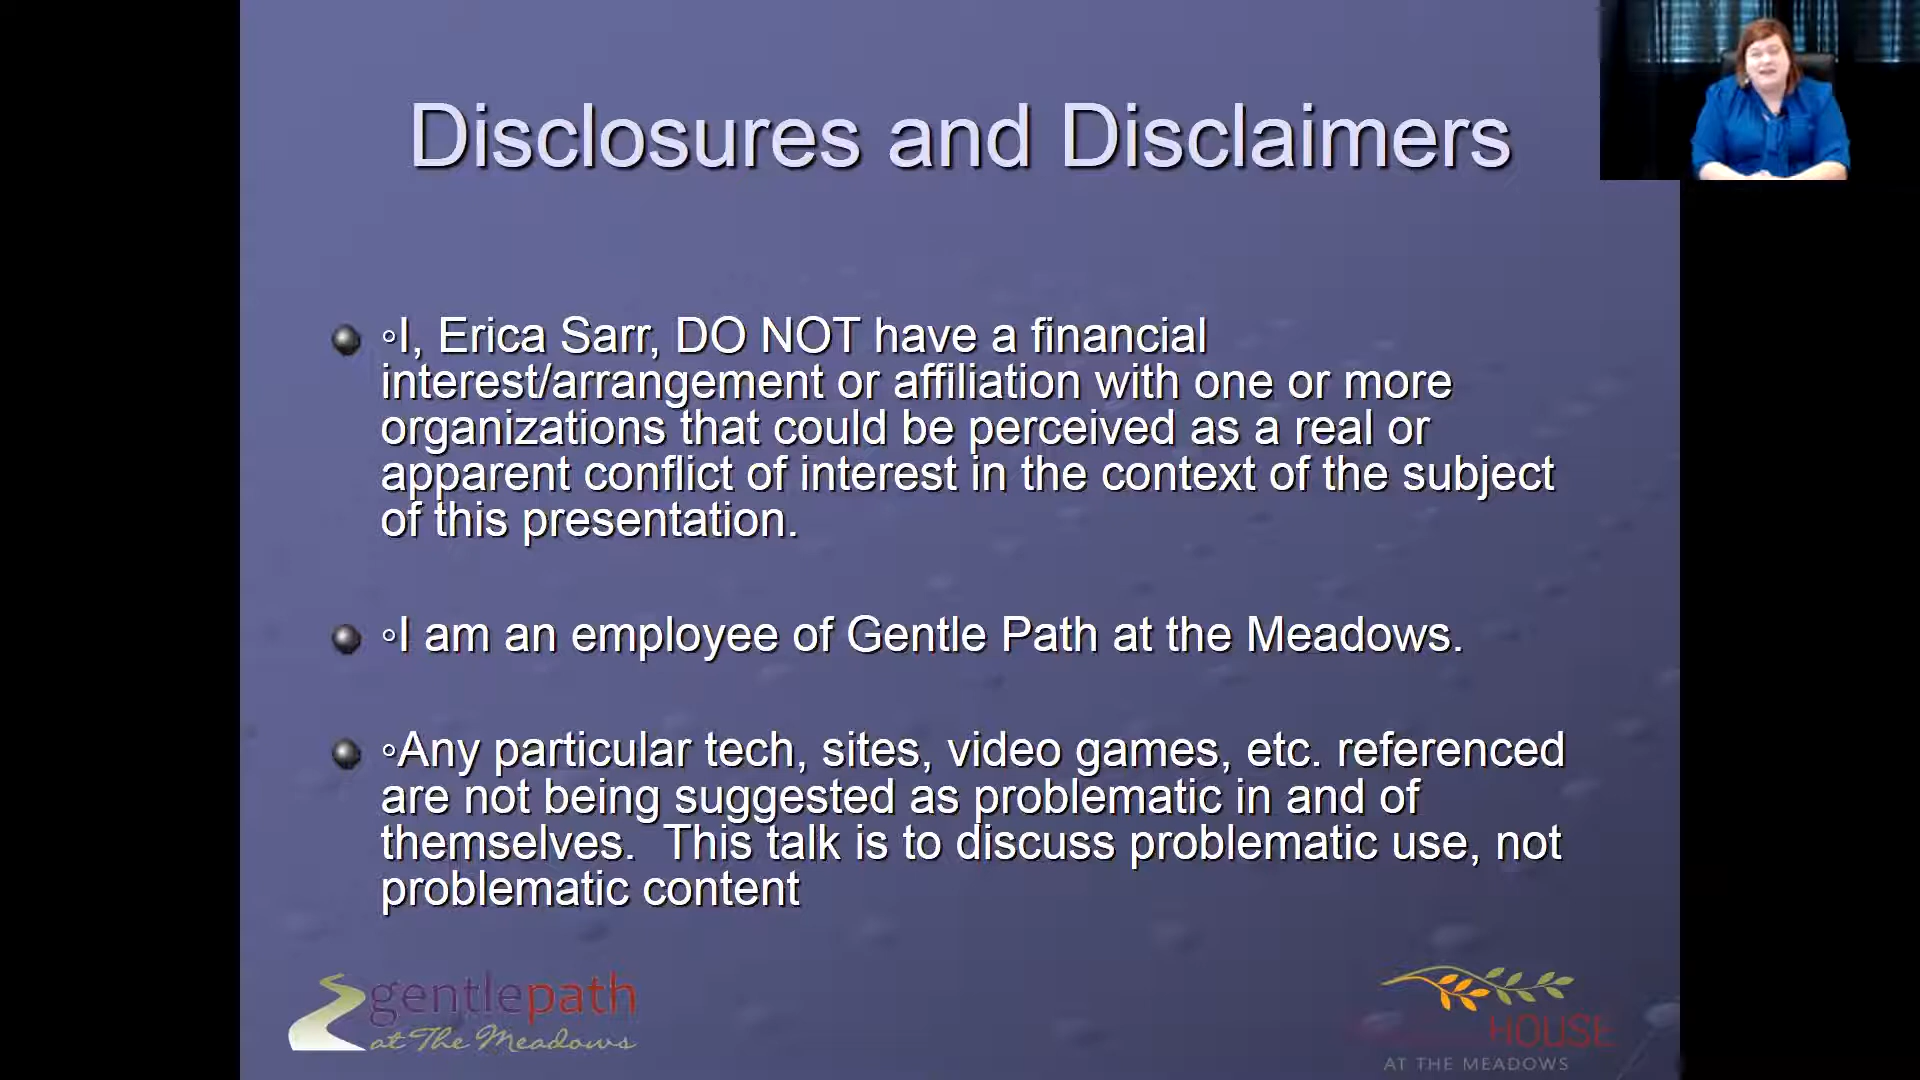 Disclosures and Disclaimers
◦I, Erica Sarr, DO NOT have a financial
interest/arrangement or affiliation with one or more
organizations that could be perceived as a real or
apparent conflict of interest in the context of the subject
of this presentation.
◦I am an employee of Gentle Path at the Meadows.
◦Any particular tech, sites, video games, etc. referenced
are not being suggested as problematic in and of
themselves.  This talk is to discuss problematic use, not
problematic content
gentlepath
at The Meadows
HOUSE
AT THE MEADOWS